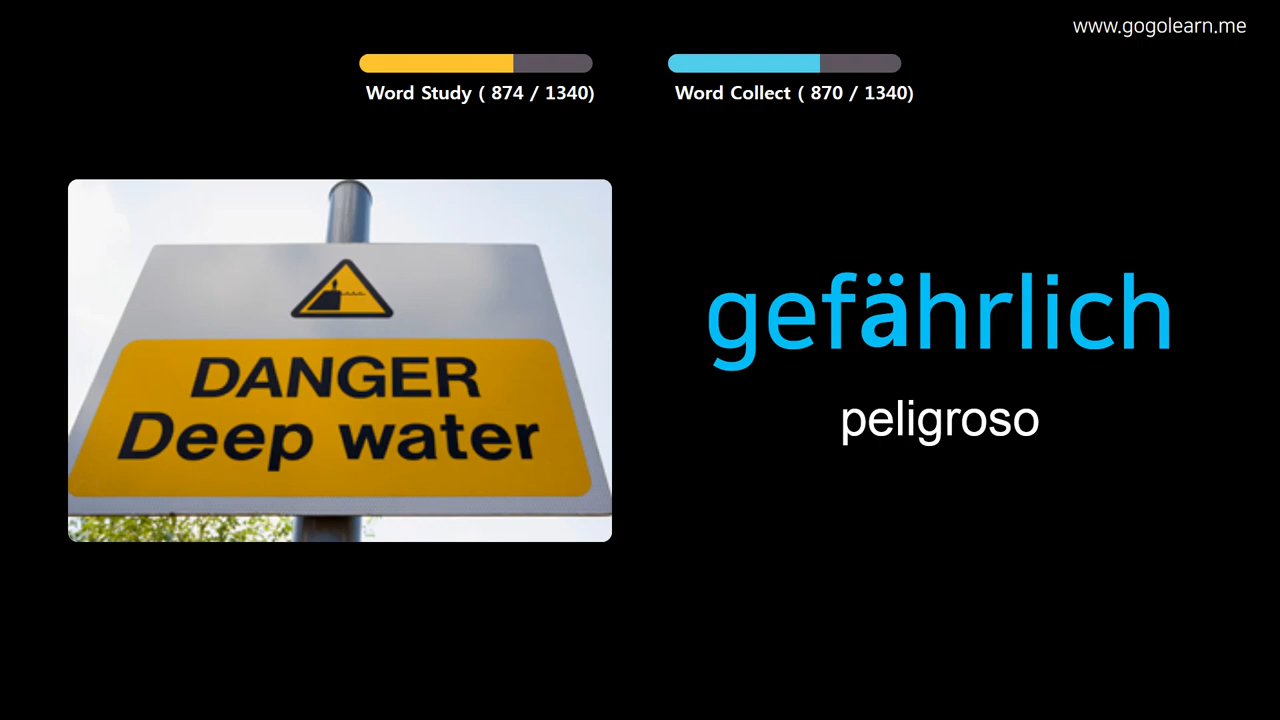 www.gogolearn.me
Word Study ( 874 / 1340)
Word Collect ( 870 / 1340)
DANGER
Deep water
gefährlich
peligroso